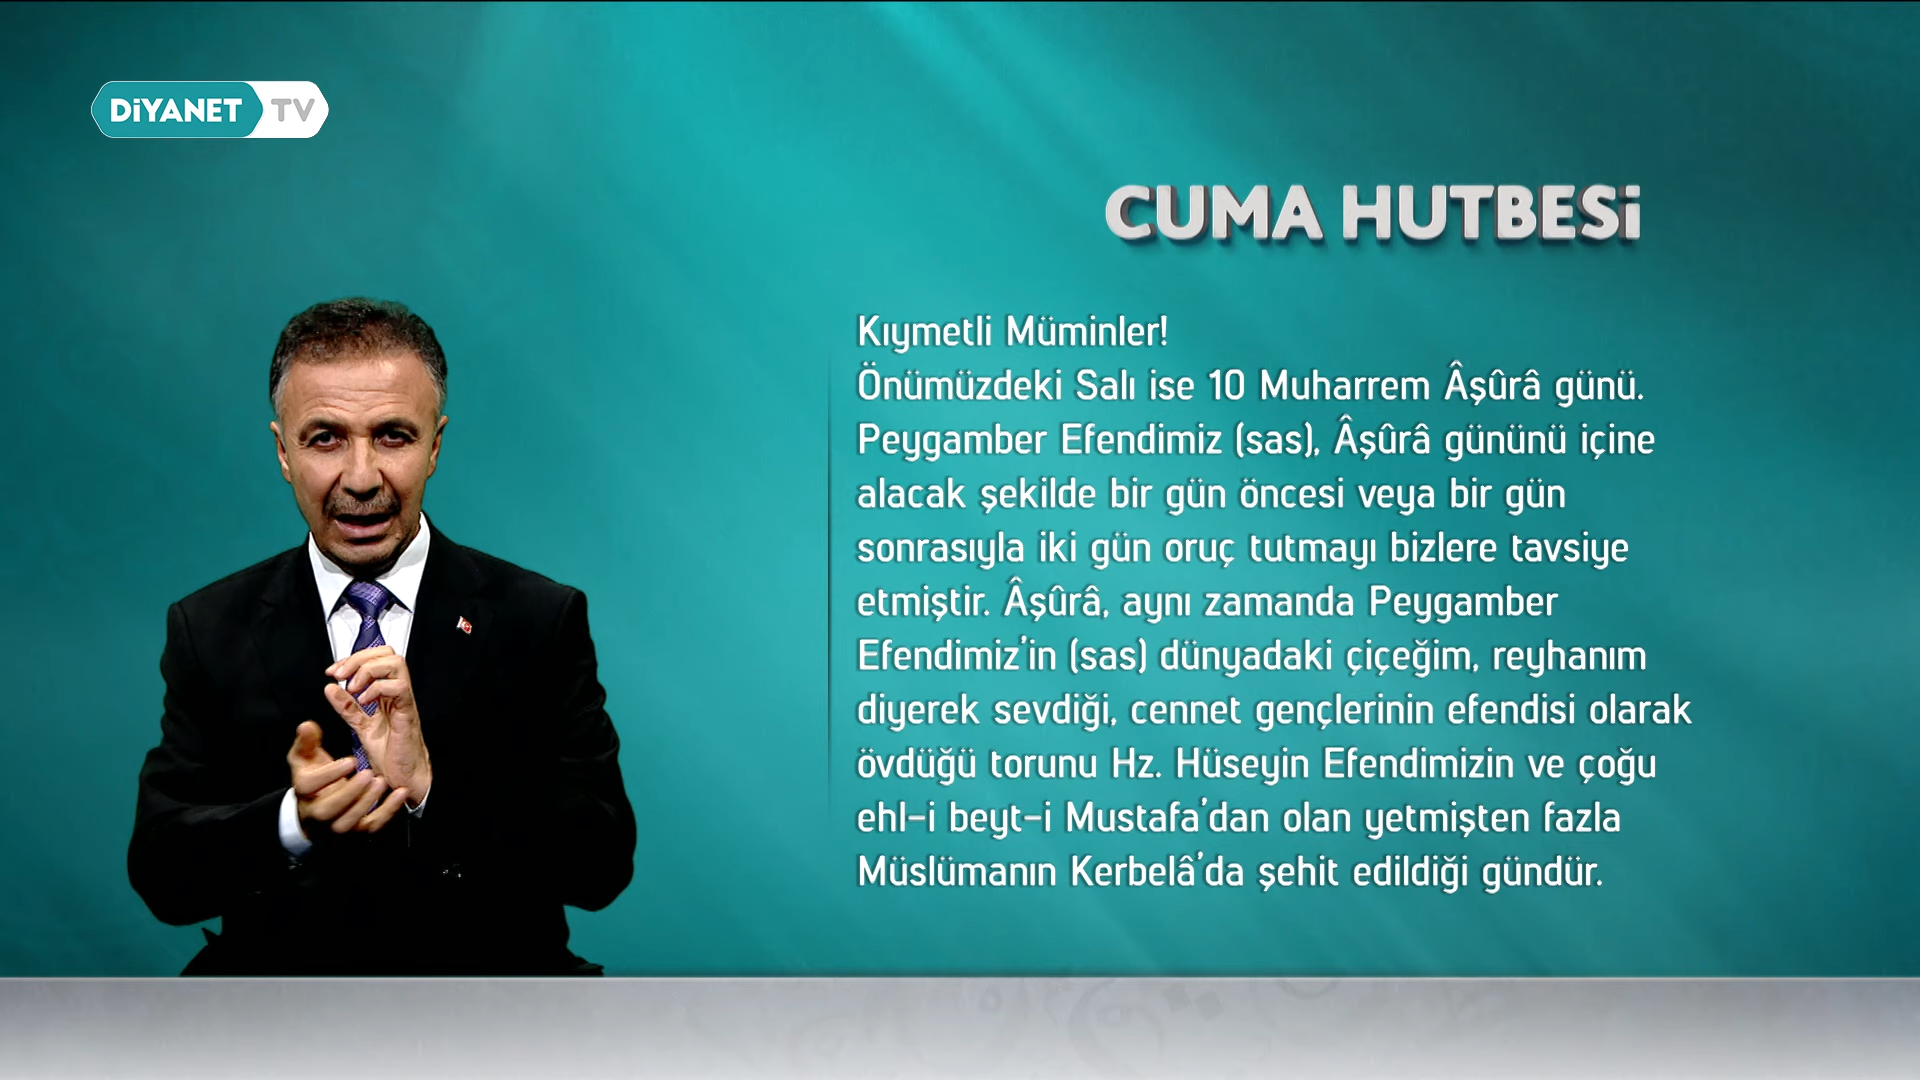 DİYANET TV
CUMA HUTBESİ
Kıymetli Müminler!
Önümüzdeki Salı ise 10 Muharrem Âşûrâ günü.
Peygamber Efendimiz (sas), Âşûrâ gününü içine
alacak şekilde bir gün öncesi veya bir gün
sonrasıyla iki gün oruç tutmayı bizlere tavsiye
etmiştir. Âşûrâ, aynı zamanda Peygamber
Efendimiz’in (sas) dünyadaki çiçeğim, reyhanım
diyerek sevdiği, cennet gençlerinin efendisi olarak
övdüğü torunu Hz. Hüseyin Efendimizin ve çoğu
ehl-i beyt-i Mustafa’dan olan yetmişten fazla
Müslümanın Kerbelâ’da şehit edildiği gündür.